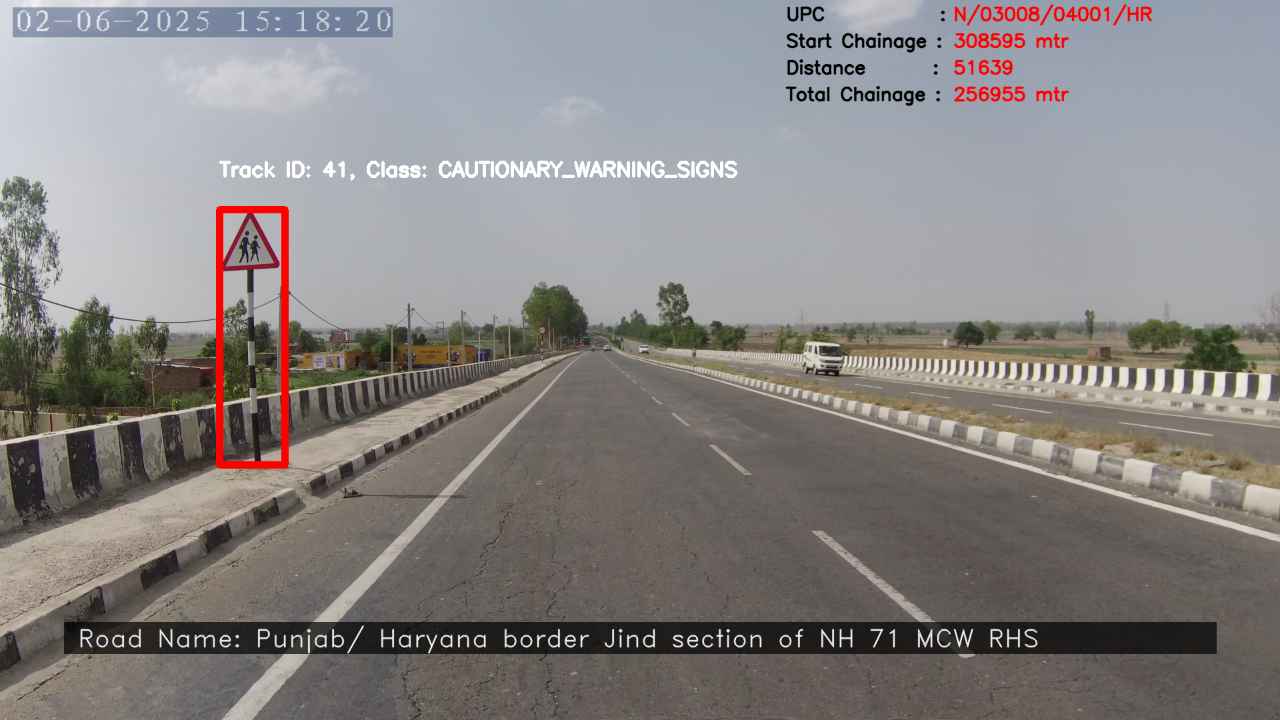 02-06-2025 15:18:20
UPC : N/03008/04001/HR
Start Chainage : 308595 mtr
Distance : 51639
Total Chainage : 256955 mtr
Track ID: 41, Class: CAUTIONARY_WARNING_SIGNS
Road Name: Punjab/ Haryana border Jind section of NH 71 MCW RHS